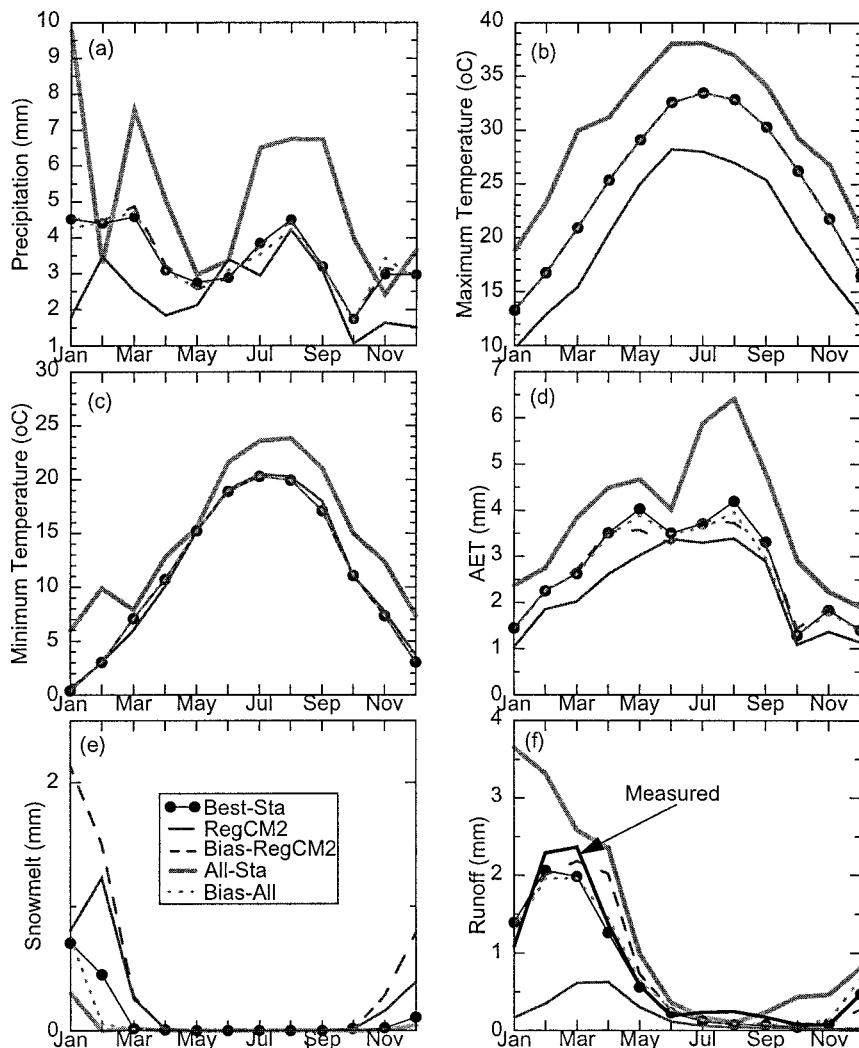 (a)
10
9
8
7
6
5
4
3
2
1
Precipitation (mm)
Jan Mar May Jul Sep Nov
(b)
40
35
30
25
20
15
10
Maximum Temperature (oC)
Jan Mar May Jul Sep Nov
(c)
30
25
20
15
10
5
0
Minimum Temperature (oC)
Jan Mar May Jul Sep Nov
(d)
7
6
5
4
3
2
1
0
AET (mm)
Jan Mar May Jul Sep Nov
(e)
2
0
Snowmelt (mm)
Best-Sta
RegCM2
Bias-RegCM2
All-Sta
Bias-All
Jan Mar May Jul Sep Nov
(f)
4
3
2
1
0
Runoff (mm)
Measured
Jan Mar May Jul Sep Nov